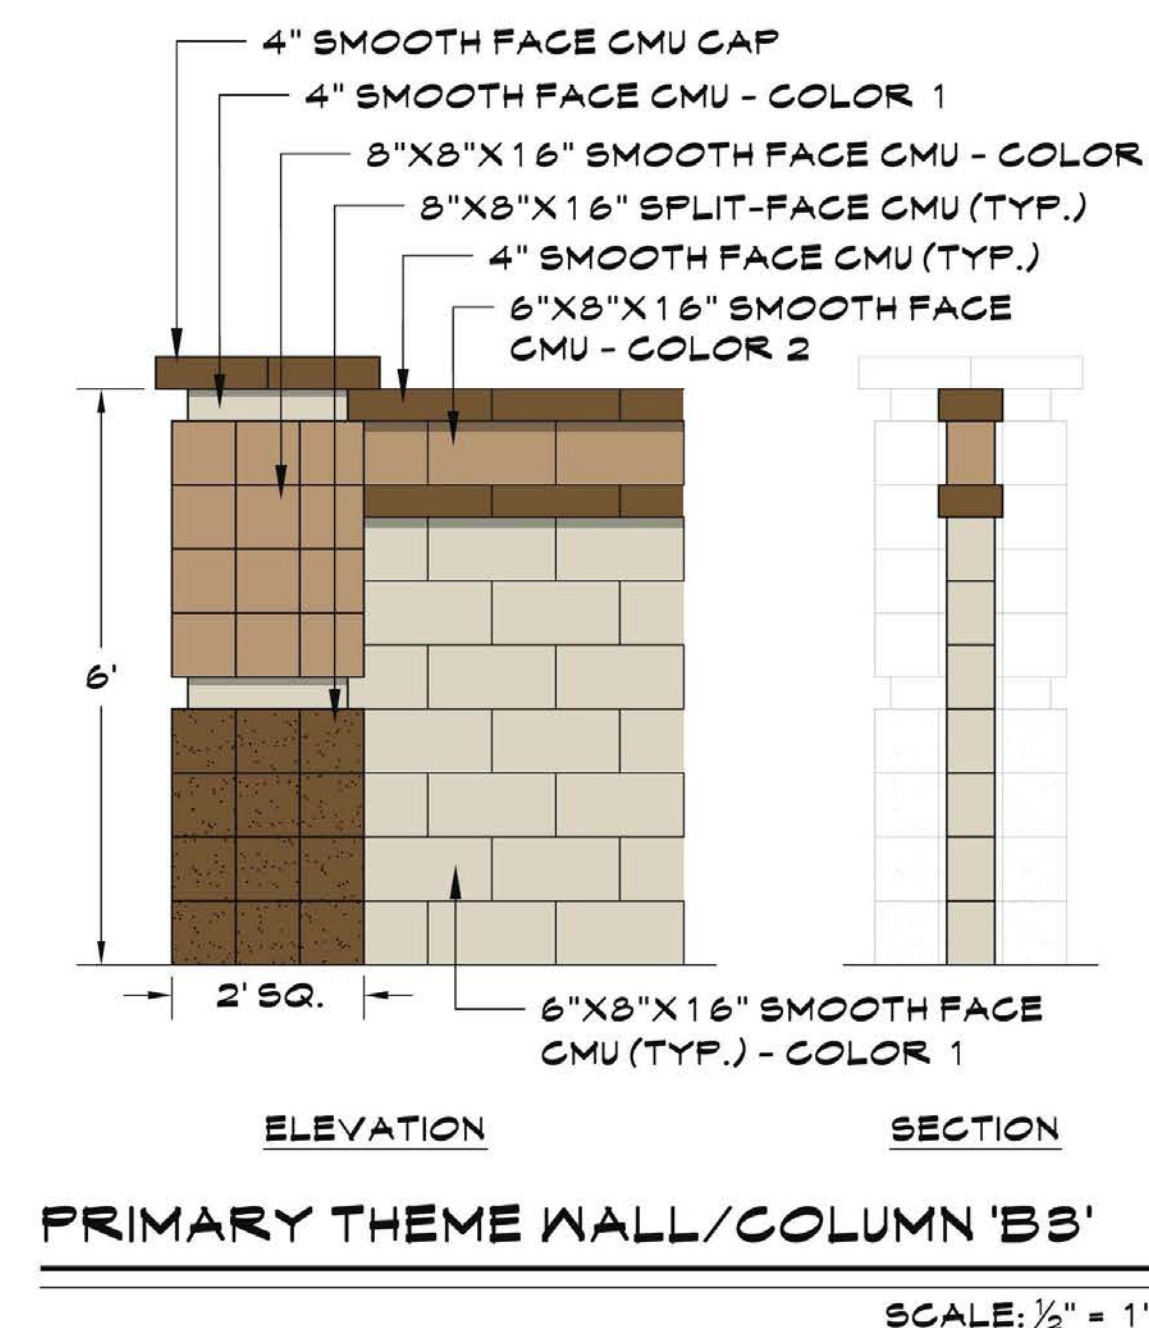 4" SMOOTH FACE CMU CAP
4" SMOOTH FACE CMU - COLOR 1
8"X8"X16" SMOOTH FACE CMU - COLOR
8"X8"X16" SPLIT-FACE CMU (TYP.)
4" SMOOTH FACE CMU (TYP.)
6"X8"X16" SMOOTH FACE
CMU - COLOR 2
6'
2' SQ.
6"X8"X16" SMOOTH FACE
CMU (TYP.) - COLOR 1
ELEVATION
SECTION
PRIMARY THEME WALL/COLUMN 'B3'
SCALE: ½" = 1'